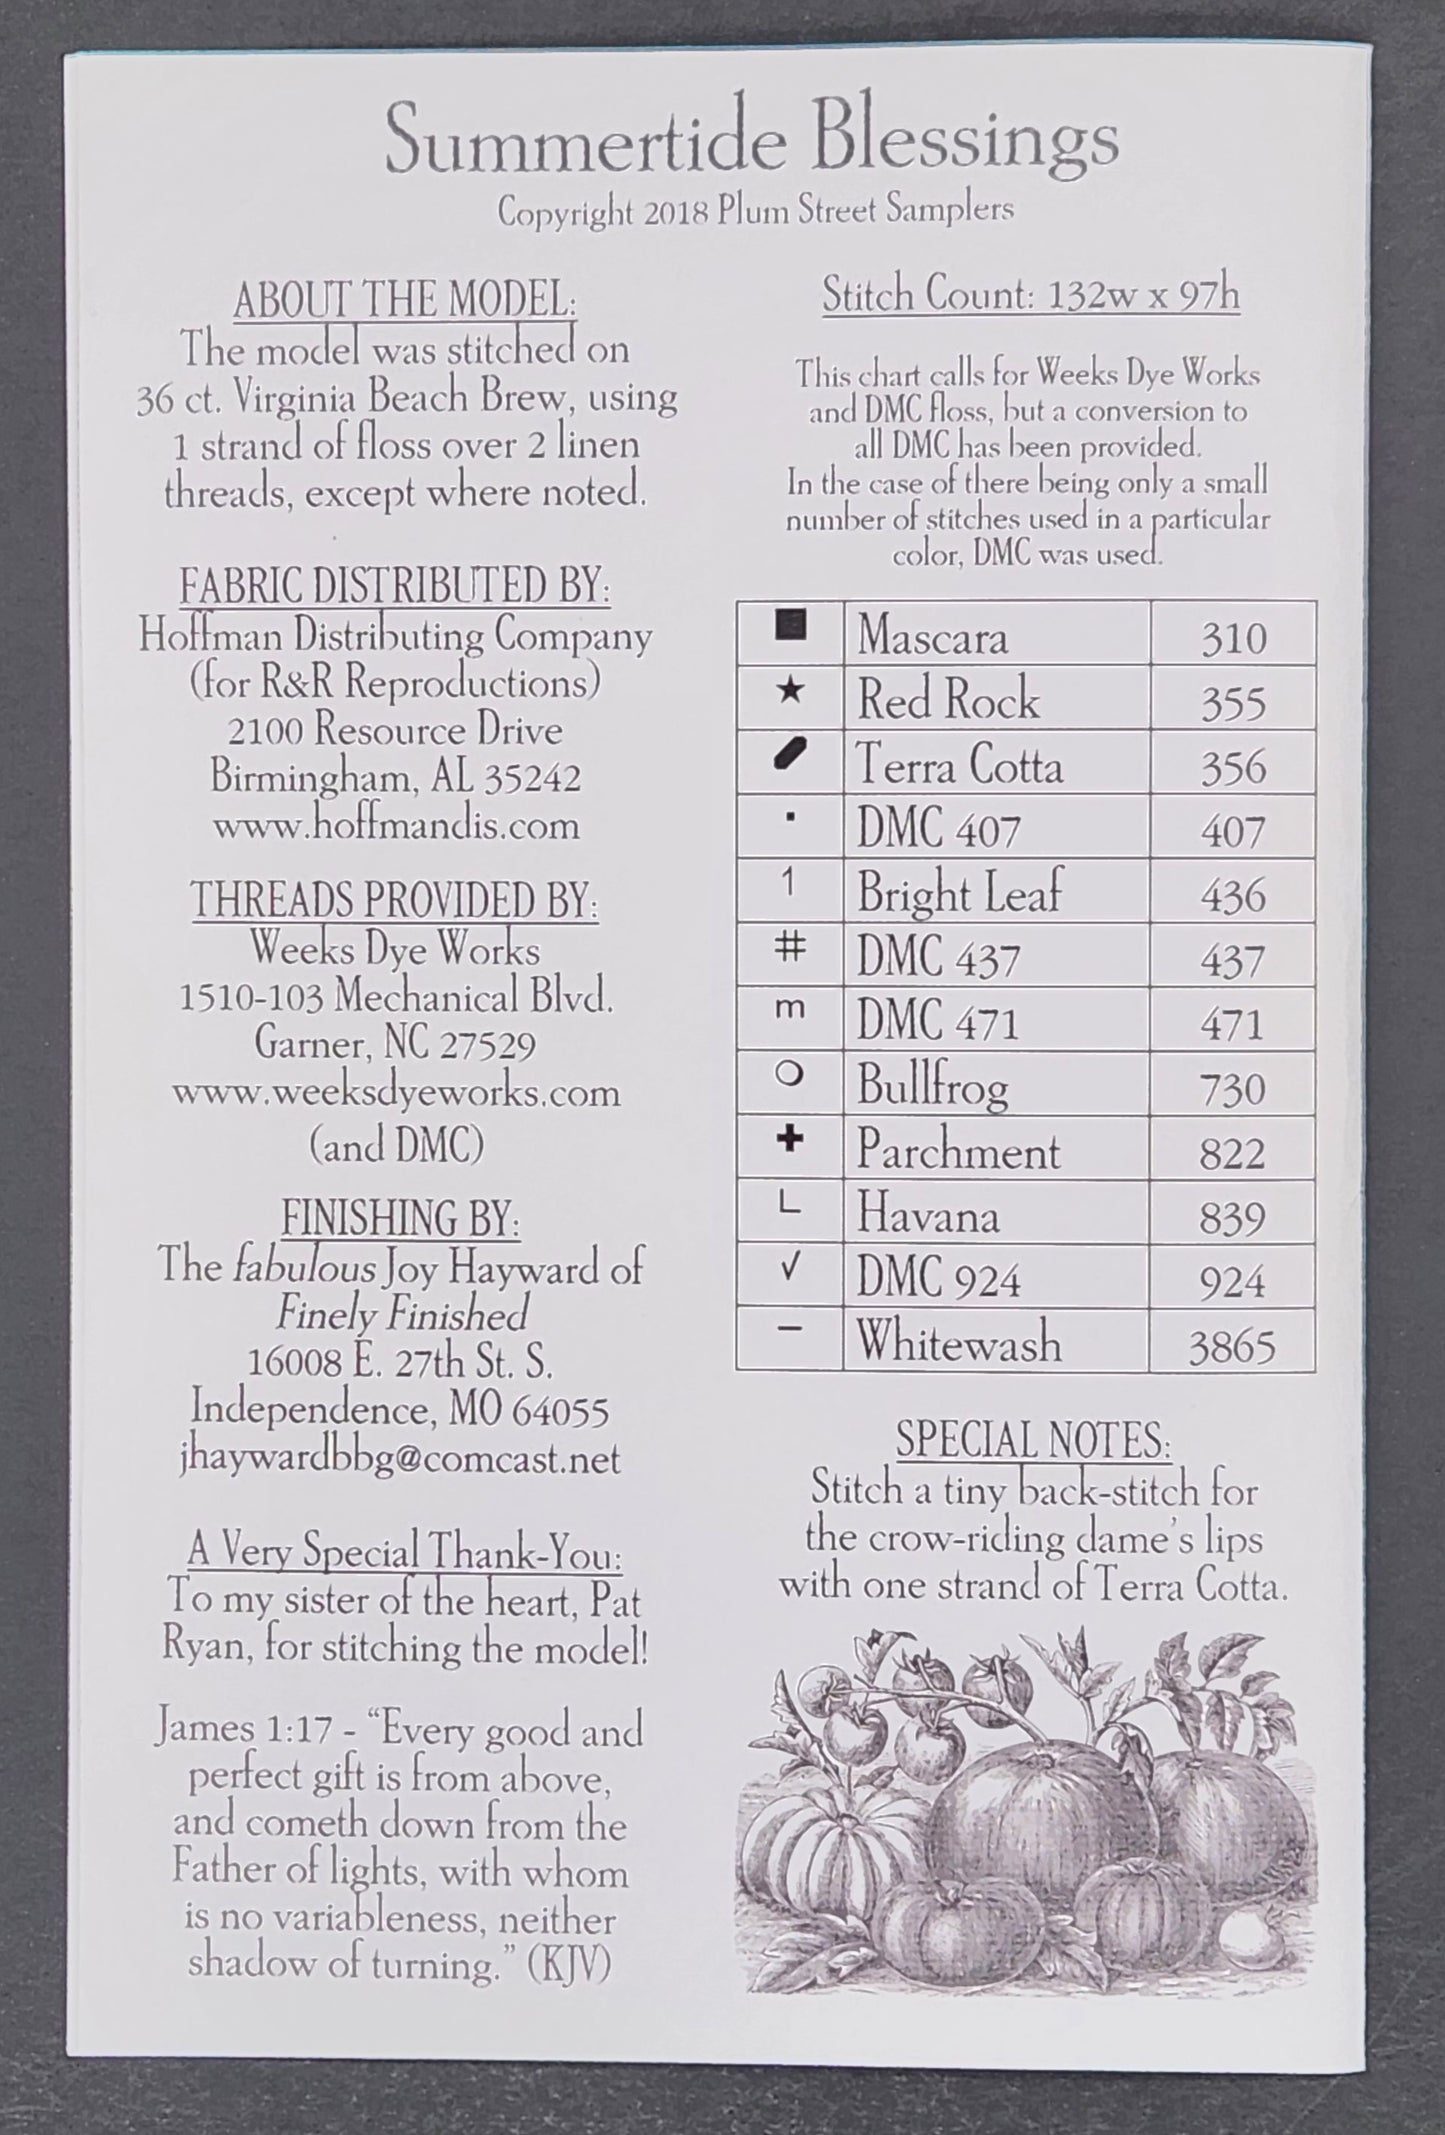 Summertide Blessings
Copyright 2018 Plum Street Samplers
ABOUT THE MODEL:
The model was stitched on
36 ct. Virginia Beach Brew, using
1 strand of floss over 2 linen
threads, except where noted.
FABRIC DISTRIBUTED BY:
Hoffman Distributing Company
(for R&R Reproductions)
2100 Resource Drive
Birmingham, AL 35242
www.hoffmandis.com
THREADS PROVIDED BY:
Weeks Dye Works
1510-103 Mechanical Blvd.
Garner, NC 27529
www.weeksdyeworks.com
(and DMC)
FINISHING BY:
The fabulous Joy Hayward of
Finely Finished
16008 E. 27th St. S.
Independence, MO 64055
jhaywardbbg@comcast.net
A Very Special Thank-You:
To my sister of the heart, Pat
Ryan, for stitching the model!
James 1:17 - “Every good and
perfect gift is from above,
and cometh down from the
Father of lights, with whom
is no variableness, neither
shadow of turning.” (KJV)
Stitch Count: 132w x 97h
This chart calls for Weeks Dye Works
and DMC floss, but a conversion to
all DMC has been provided.
In the case of there being only a small
number of stitches used in a particular
color, DMC was used.
■ Mascara 310
★ Red Rock 355
Terra Cotta 356
▪ DMC 407 407
1 Bright Leaf 436
# DMC 437 437
m DMC 471 471
O Bullfrog 730
✚ Parchment 822
L Havana 839
√ DMC 924 924
– Whitewash 3865
SPECIAL NOTES:
Stitch a tiny back-stitch for
the crow-riding dame's lips
with one strand of Terra Cotta.